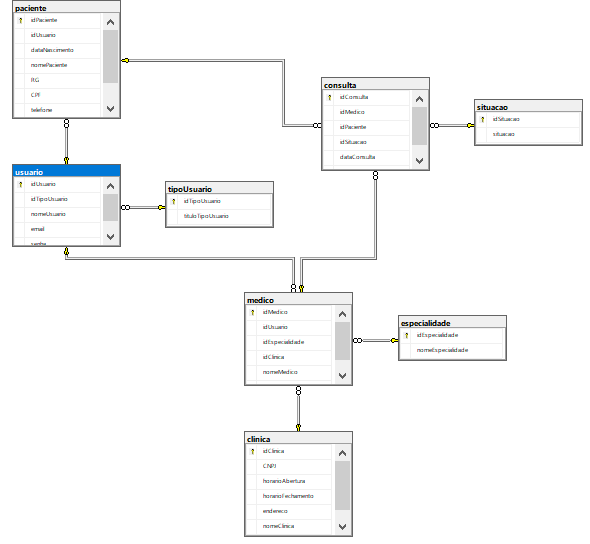 paciente
idPaciente
idUsuario
dataNascimento
nomePaciente
RG
CPF
telefone
consulta
idConsulta
idMedico
idPaciente
idSituacao
dataConsulta
situacao
idSituacao
situacao
usuario
idUsuario
idTipoUsuario
nomeUsuario
email
senha
tipoUsuario
idTipoUsuario
tituloTipoUsuario
medico
idMedico
idUsuario
idEspecialidade
idClinica
nomeMedico
especialidade
idEspecialidade
nomeEspecialidade
clinica
idClinica
CNPJ
horarioAbertura
horarioFechamento
endereco
nomeClinica